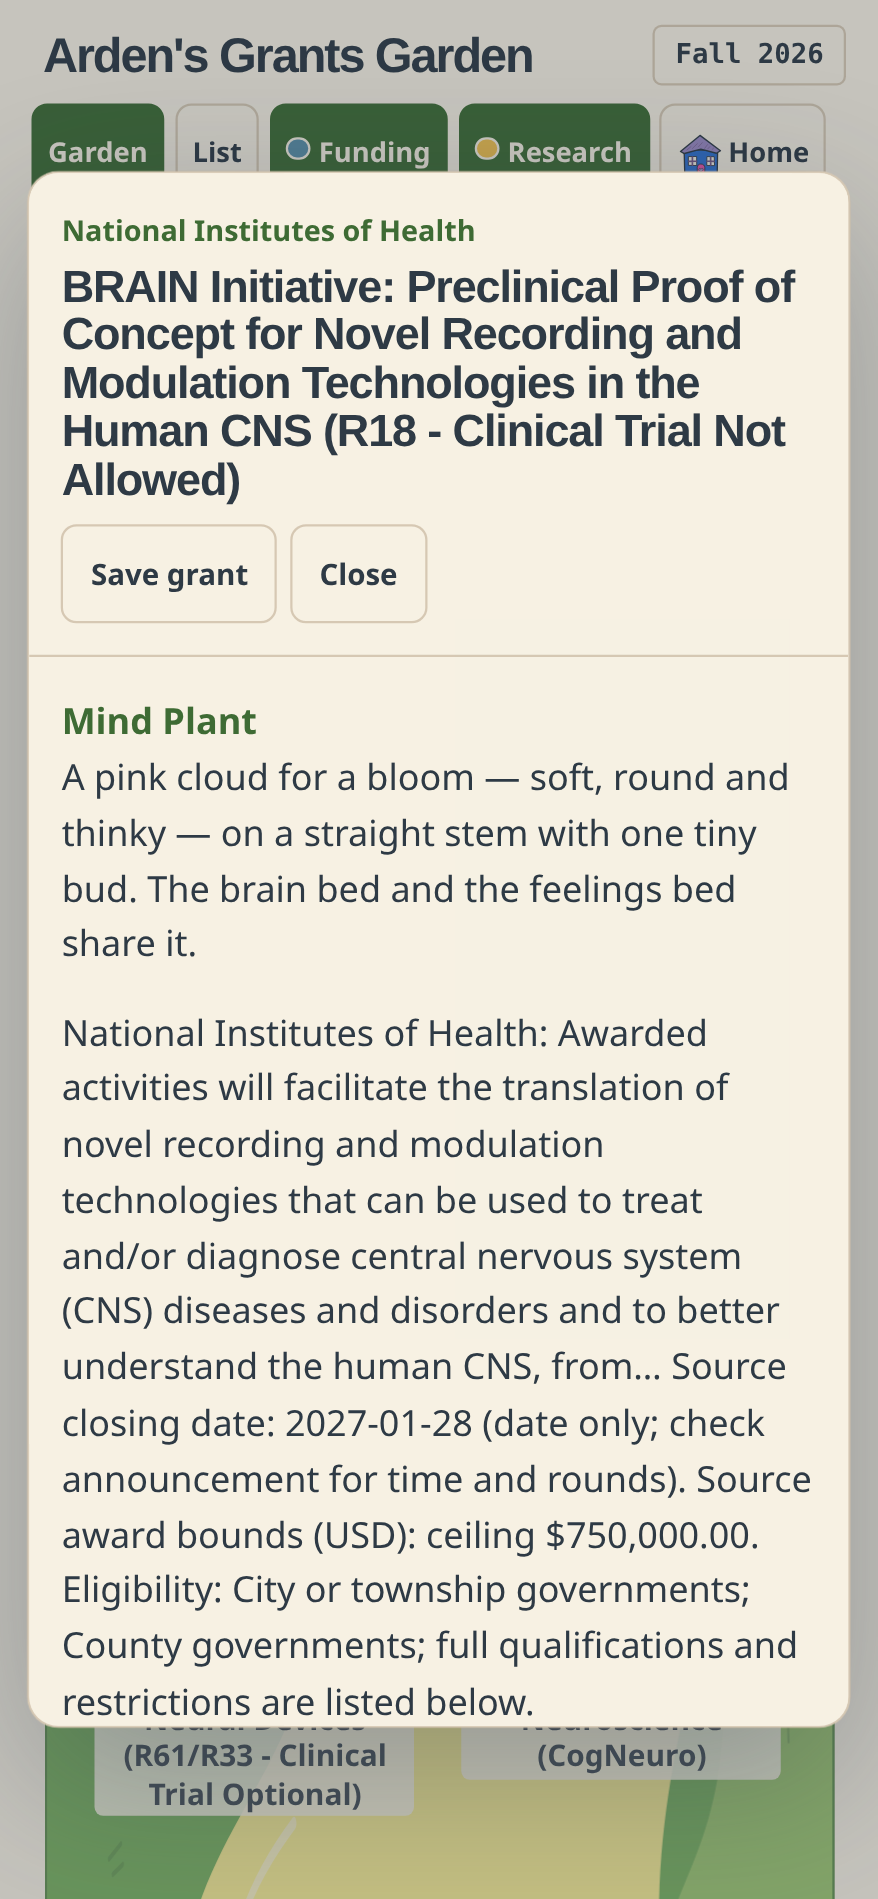 Arden's Grants Garden
Fall 2026
Garden
List
Funding
Research
Home
National Institutes of Health
BRAIN Initiative: Preclinical Proof of
Concept for Novel Recording and
Modulation Technologies in the
Human CNS (R18 - Clinical Trial Not
Allowed)
Save grant
Close
Mind Plant
A pink cloud for a bloom — soft, round and
thinky — on a straight stem with one tiny
bud. The brain bed and the feelings bed
share it.
National Institutes of Health: Awarded
activities will facilitate the translation of
novel recording and modulation
technologies that can be used to treat
and/or diagnose central nervous system
(CNS) diseases and disorders and to better
understand the human CNS, from... Source
closing date: 2027-01-28 (date only; check
announcement for time and rounds). Source
award bounds (USD): ceiling $750,000.00.
Eligibility: City or township governments;
County governments; full qualifications and
restrictions are listed below.
Neural Devices
(R61/R33 - Clinical
Trial Optional)
Neuroscience
(CogNeuro)